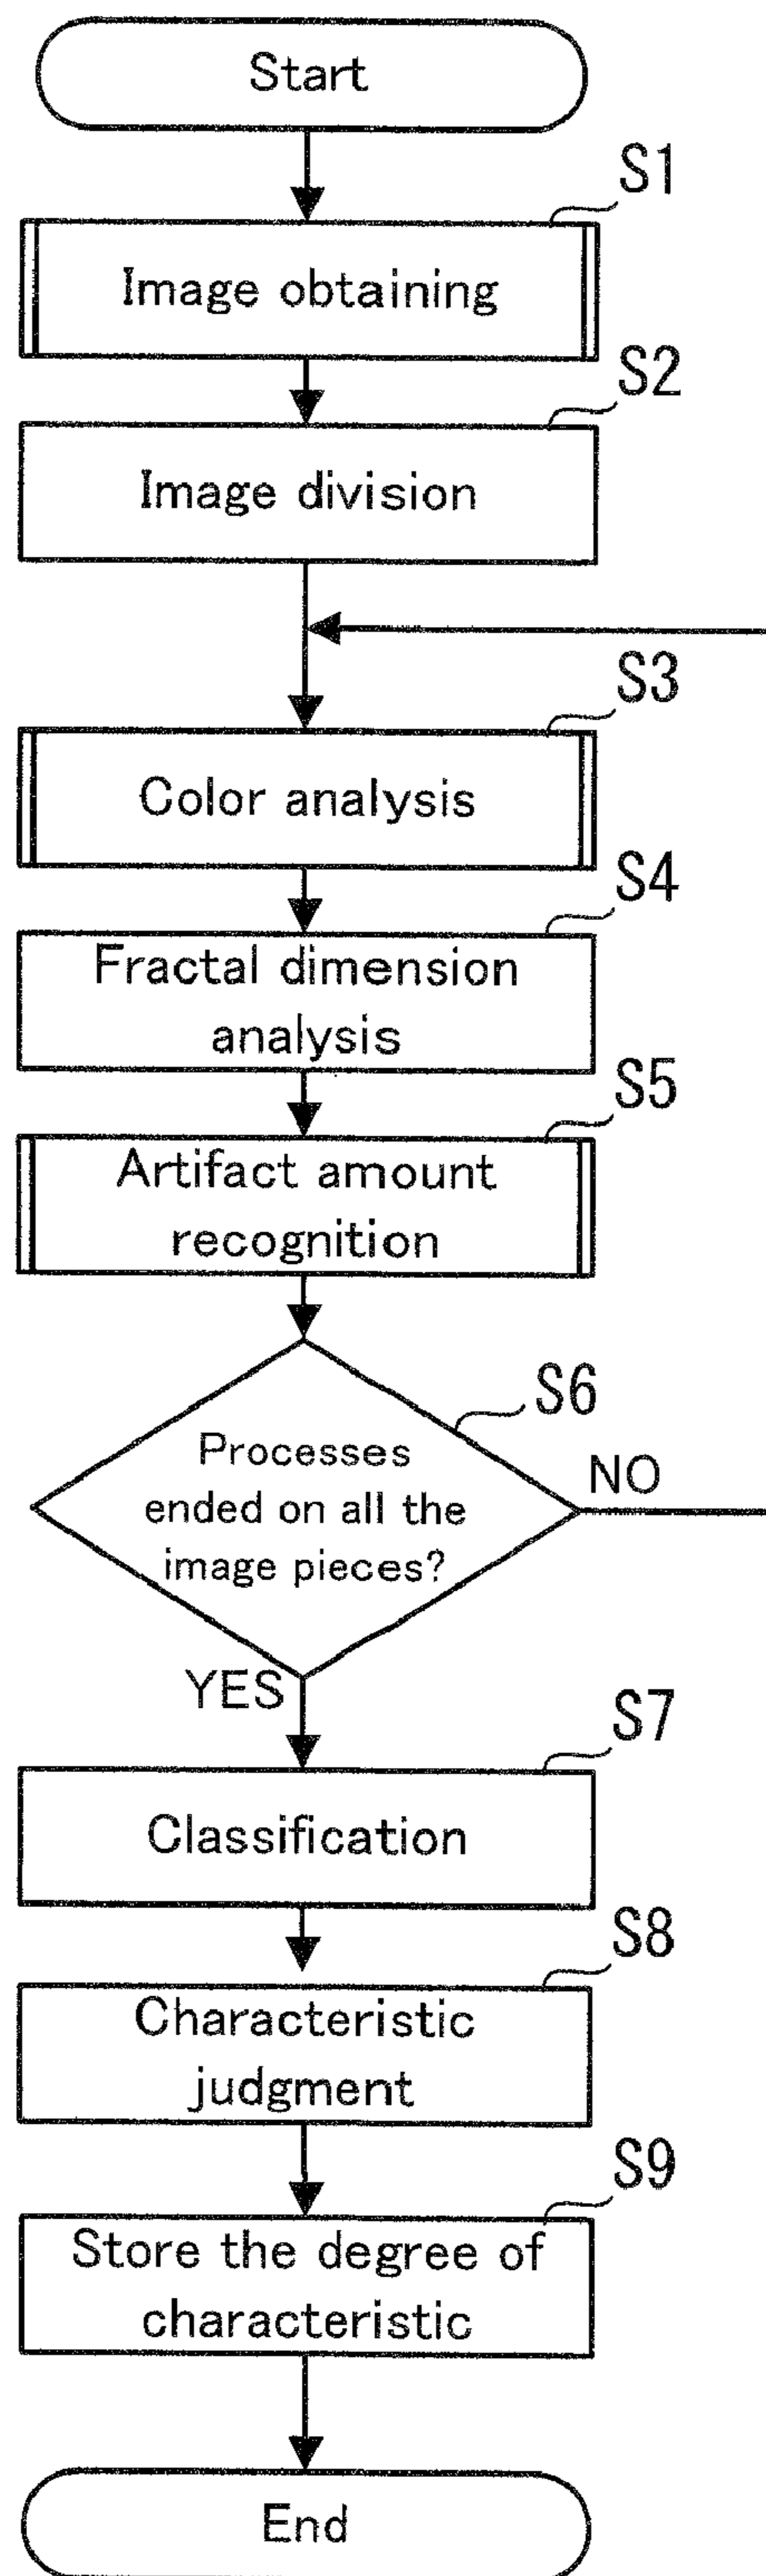 Start
S1
Image obtaining
S2
Image division
S3
Color analysis
S4
Fractal dimension
analysis
S5
Artifact amount
recognition
S6
Processes
ended on all the
image pieces?
NO
YES
S7
Classification
S8
Characteristic
judgment
S9
Store the degree of
characteristic
End